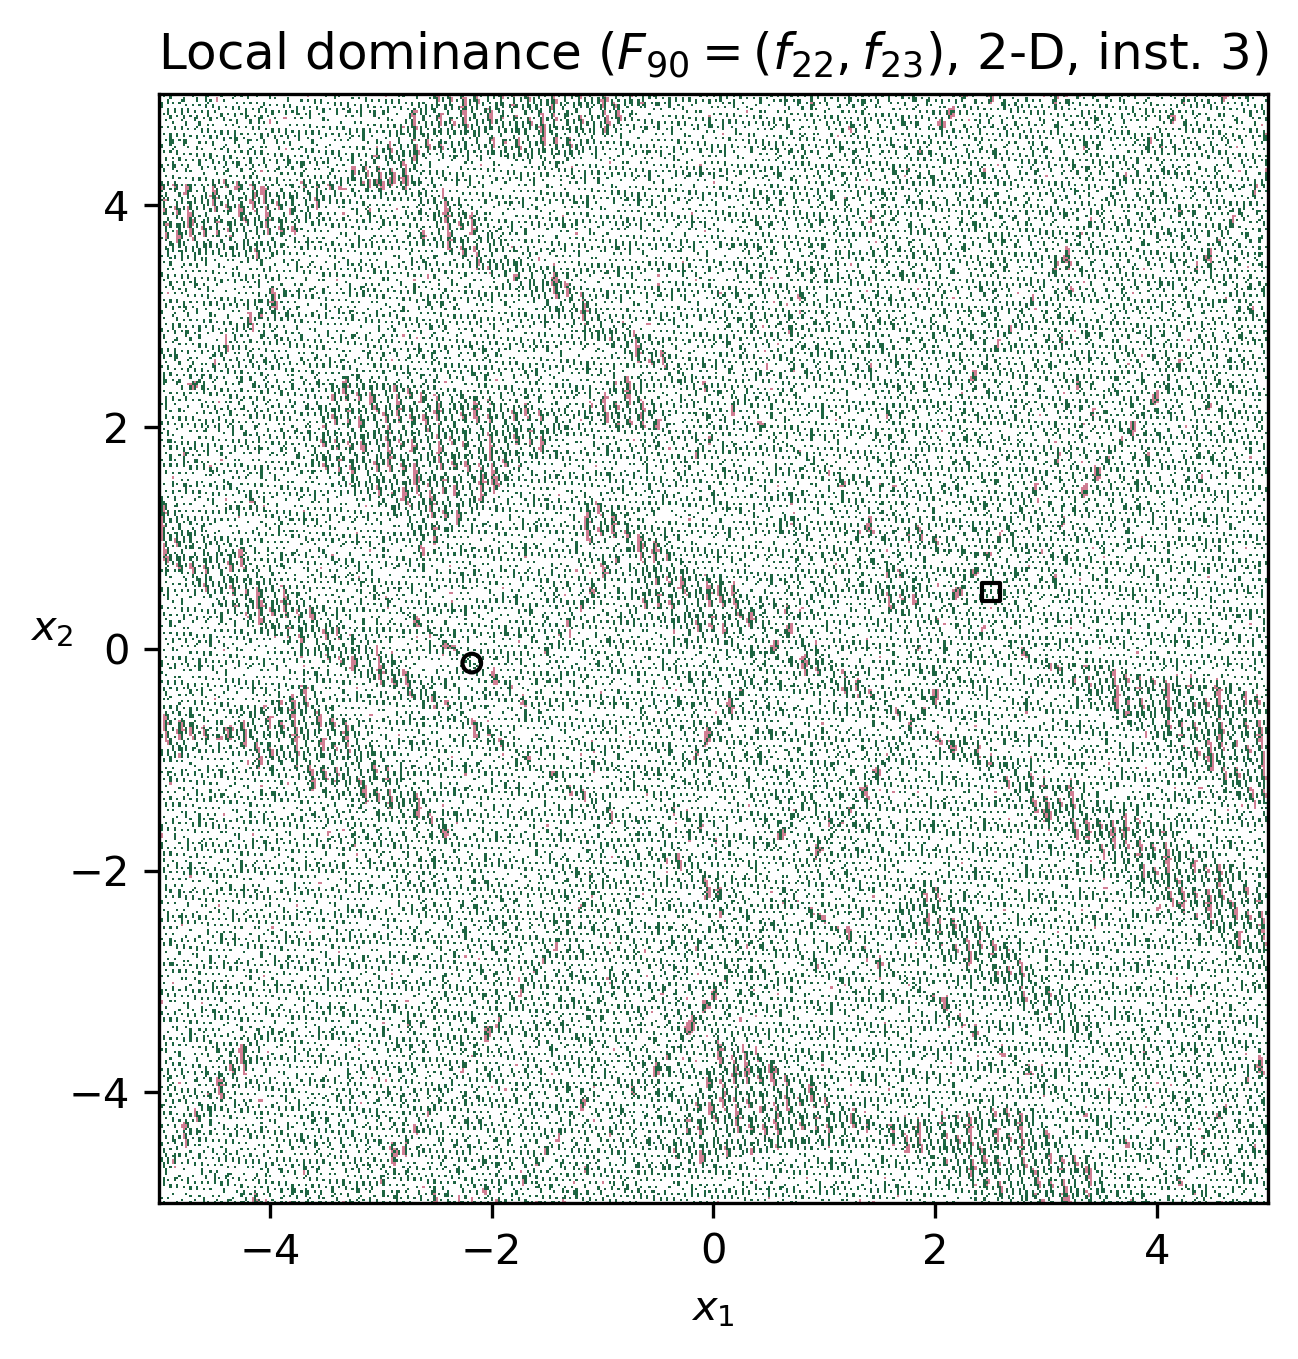 Local dominance (F₉₀ = (f₂₂, f₂₃), 2-D, inst. 3)
4
2
x₂ 0
−2
−4
−4 −2 0 2 4
x₁